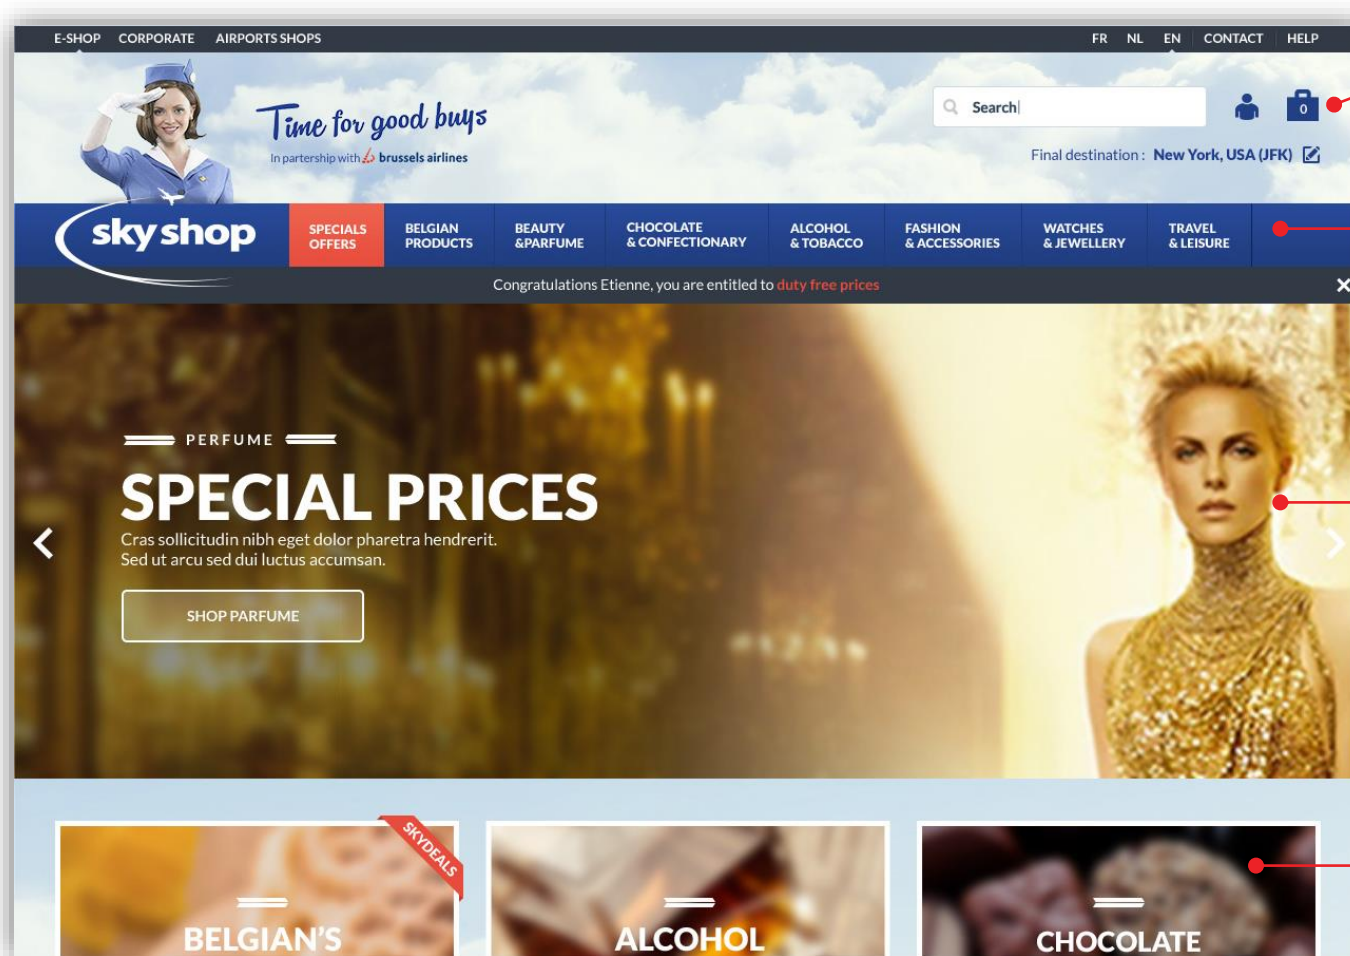 E-SHOP CORPORATE AIRPORTS SHOPS FR NL EN CONTACT HELP
Time for good buys
In partership with brussels airlines
Search
0
Final destination : New York, USA (JFK)
sky shop
SPECIALS
OFFERS
BELGIAN
PRODUCTS
BEAUTY
&PARFUME
CHOCOLATE
& CONFECTIONARY
ALCOHOL
& TOBACCO
FASHION
& ACCESSORIES
WATCHES
& JEWELLERY
TRAVEL
& LEISURE
Congratulations Etienne, you are entitled to duty free prices
PERFUME
SPECIAL PRICES
Cras sollicitudin nibh eget dolor pharetra hendrerit.
Sed ut arcu sed dui luctus accumsan.
SHOP PARFUME
SKYDEALS
BELGIAN'S
ALCOHOL
CHOCOLATE